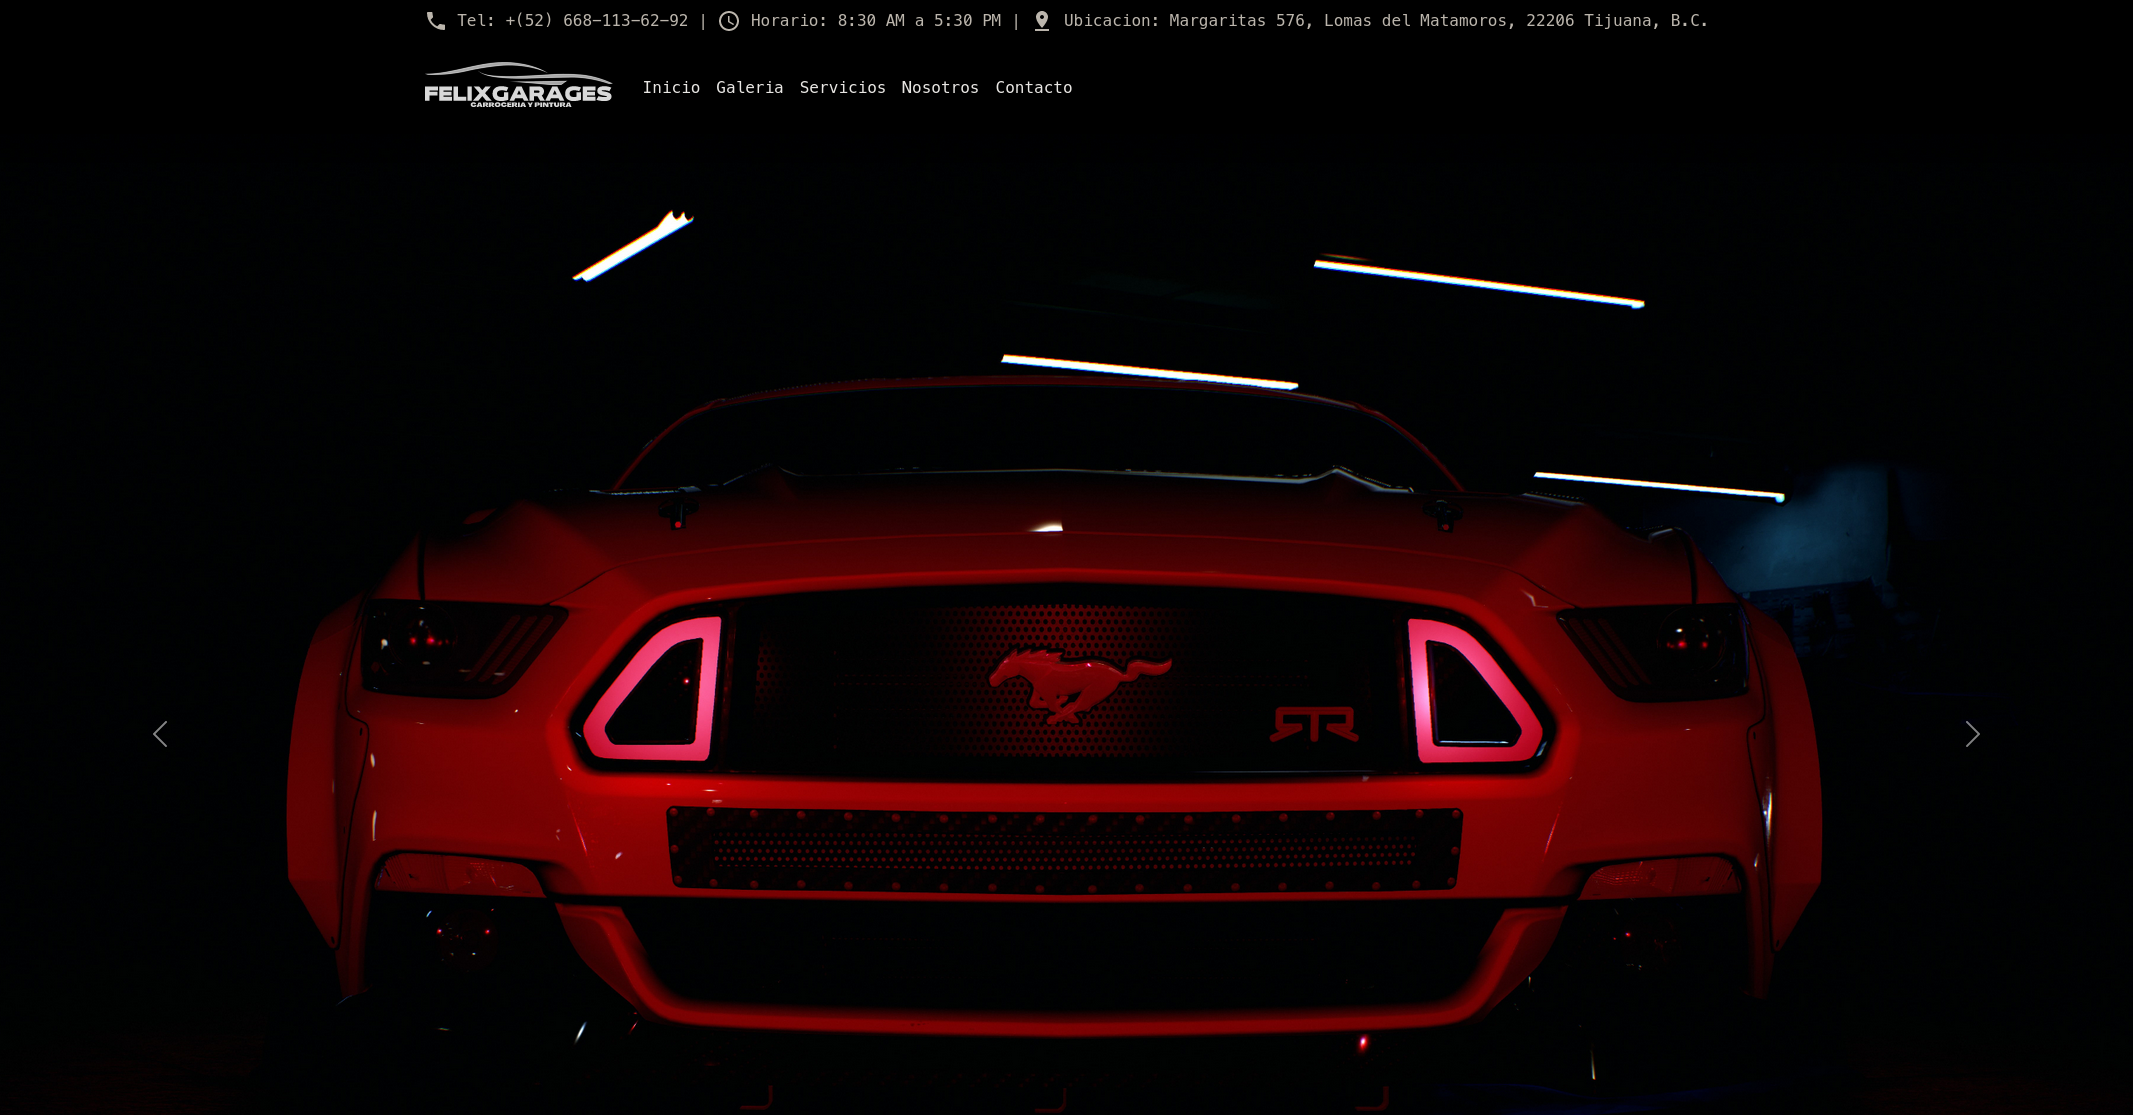 Tel: +(52) 668-113-62-92 | Horario: 8:30 AM a 5:30 PM | Ubicacion: Margaritas 576, Lomas del Matamoros, 22206 Tijuana, B.C.
FELIXGARAGES
CARROCERIA Y PINTURA
Inicio Galeria Servicios Nosotros Contacto
RTR